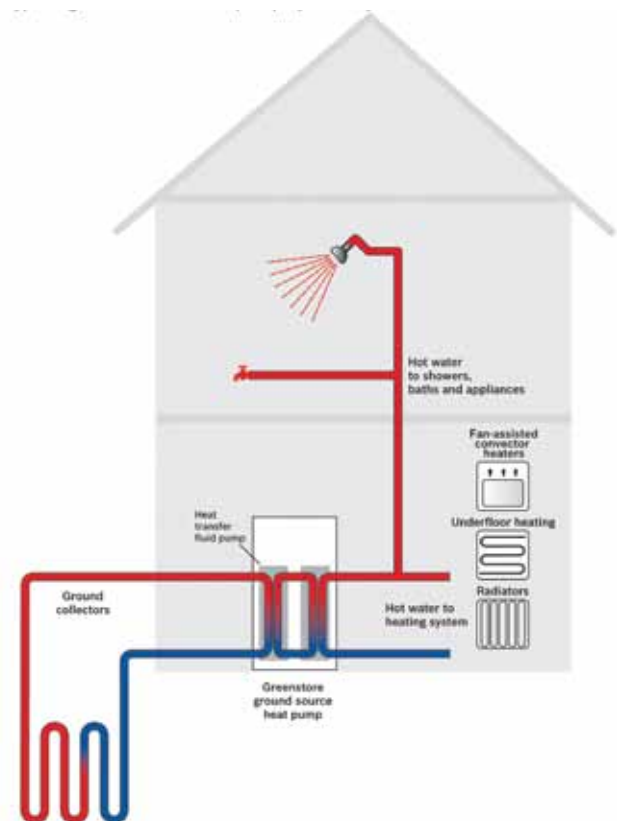 Hot water
to showers,
baths and appliances
Fan-assisted
convector
heaters
Underfloor heating
Radiators
Heat
transfer
fluid pump
Ground
collectors
Hot water to
heating system
Greenstore
ground source
heat pump